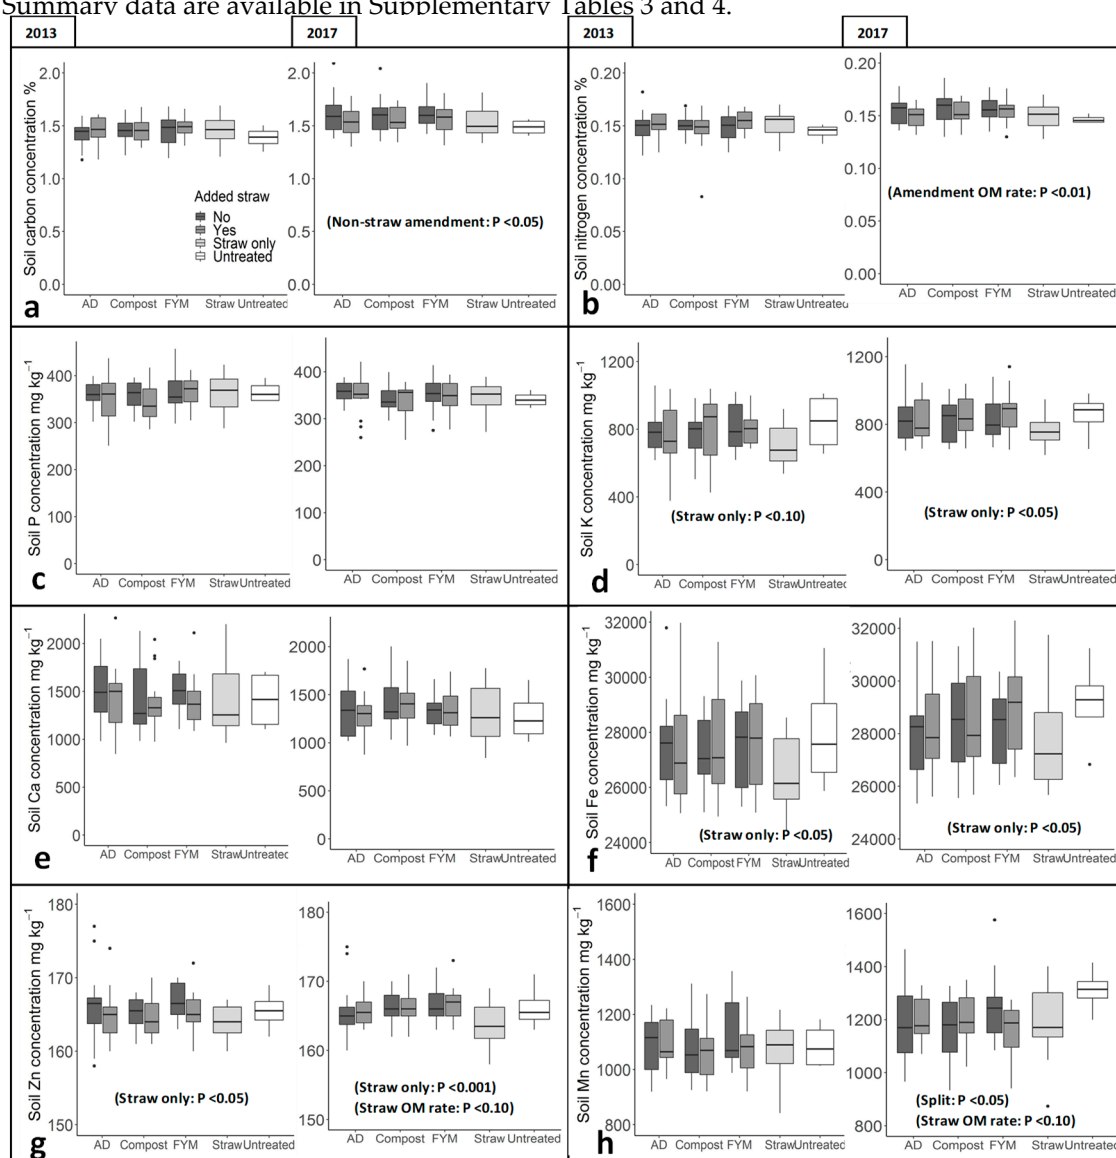 Summary data are available in Supplementary Tables 3 and 4.
2013
2017
2013
2017
Soil carbon concentration %
2.0
1.5
1.0
0.5
0.0
Added straw
No
Yes
Straw only
Untreated
AD Compost FYM Straw Untreated
a
2.0
1.5
1.0
0.5
0.0
(Non-straw amendment: P <0.05)
AD Compost FYM Straw Untreated
Soil nitrogen concentration %
0.20
0.15
0.10
0.05
0.00
AD Compost FYM Straw Untreated
b
0.20
0.15
0.10
0.05
0.00
(Amendment OM rate: P <0.01)
AD Compost FYM Straw Untreated
Soil P concentration mg kg⁻¹
400
300
200
100
0
AD Compost FYM Straw Untreated
c
400
300
200
100
0
AD Compost FYM Straw Untreated
Soil K concentration mg kg⁻¹
1200
800
400
0
(Straw only: P <0.10)
AD Compost FYM Straw Untreated
d
1200
800
400
0
(Straw only: P <0.05)
AD Compost FYM Straw Untreated
Soil Ca concentration mg kg⁻¹
2000
1500
1000
500
0
AD Compost FYM Straw Untreated
e
2000
1500
1000
500
0
AD Compost FYM Straw Untreated
Soil Fe concentration mg kg⁻¹
32000
30000
28000
26000
24000
(Straw only: P <0.05)
AD Compost FYM Straw Untreated
f
32000
30000
28000
26000
24000
(Straw only: P <0.05)
AD Compost FYM Straw Untreated
Soil Zn concentration mg kg⁻¹
180
170
160
150
(Straw only: P <0.05)
AD Compost FYM Straw Untreated
g
180
170
160
150
(Straw only: P <0.001)
(Straw OM rate: P <0.10)
AD Compost FYM Straw Untreated
Soil Mn concentration mg kg⁻¹
1600
1400
1200
1000
800
AD Compost FYM Straw Untreated
h
1600
1400
1200
1000
800
(Split: P <0.05)
(Straw OM rate: P <0.10)
AD Compost FYM Straw Untreated